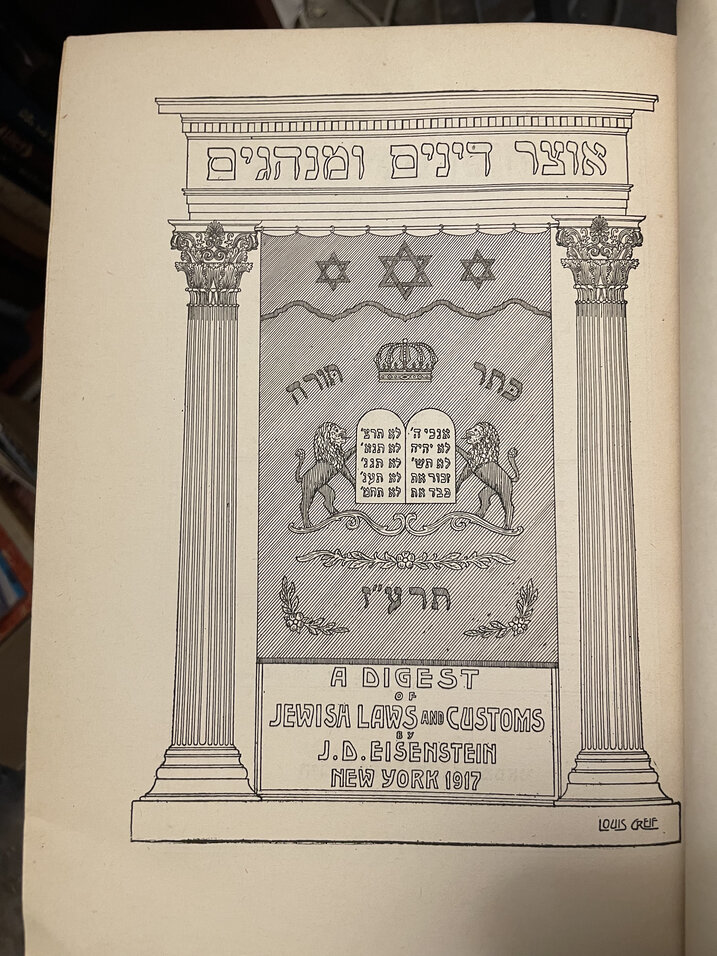 אוצר דינים ומנהגים
כתר תורה
אנכי ה'
לא יהיה
לא תש'
זכור את
כבד את
לא תרצ'
לא תנא'
לא תגנ'
לא תענ'
לא תחמ'
תרע"ז
A DIGEST
OF
JEWISH LAWS AND CUSTOMS
BY
J.D. EISENSTEIN
NEW YORK 1917
LOUIS GREIF